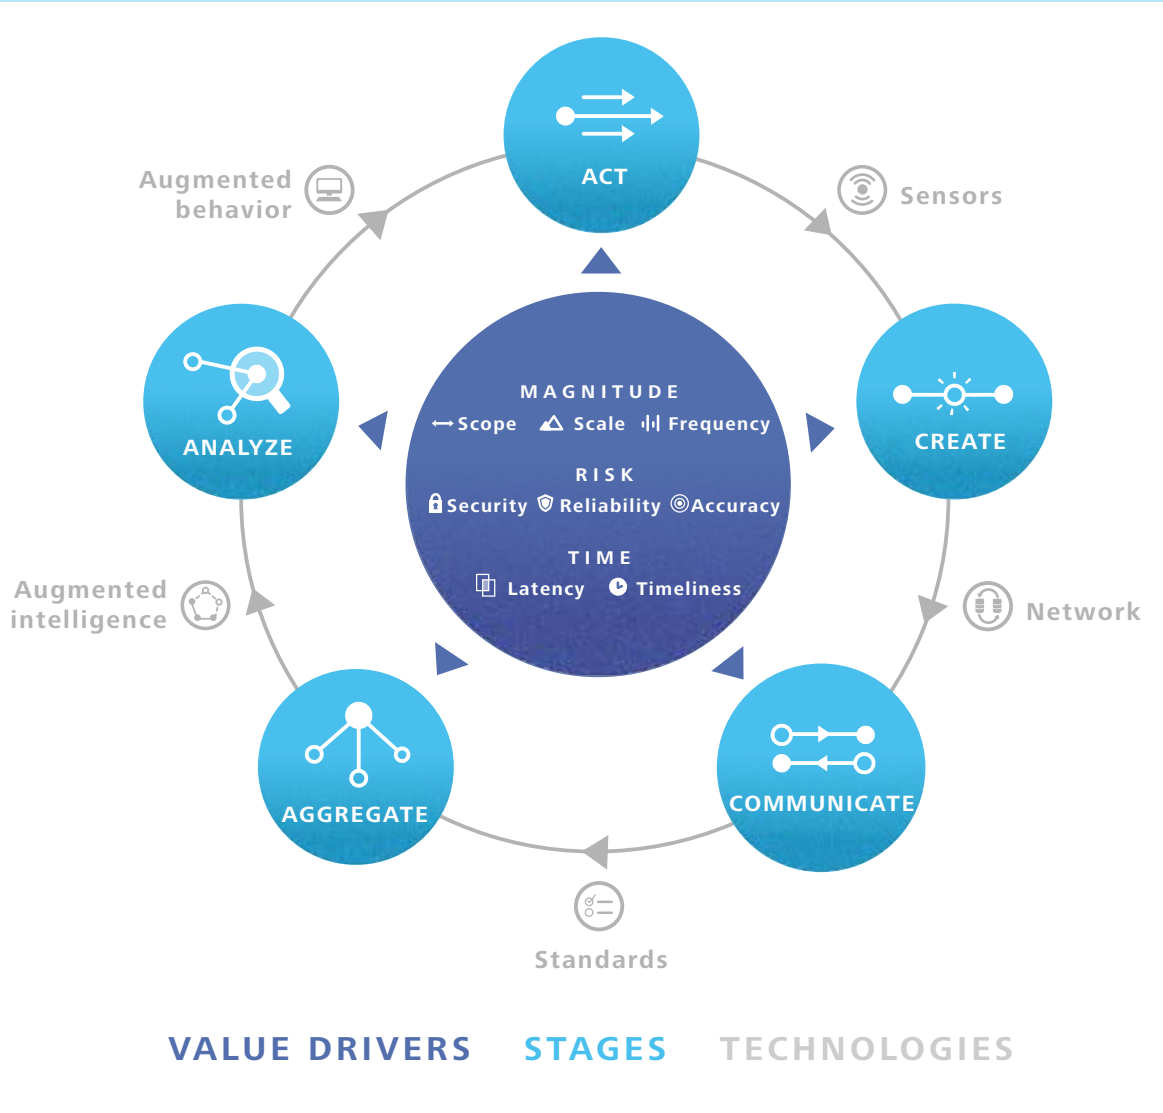 ACT
Augmented
behavior
Sensors
ANALYZE
CREATE
MAGNITUDE
Scope Scale Frequency
RISK
Security Reliability Accuracy
TIME
Latency Timeliness
Augmented
intelligence
Network
AGGREGATE
COMMUNICATE
Standards
VALUE DRIVERS STAGES TECHNOLOGIES